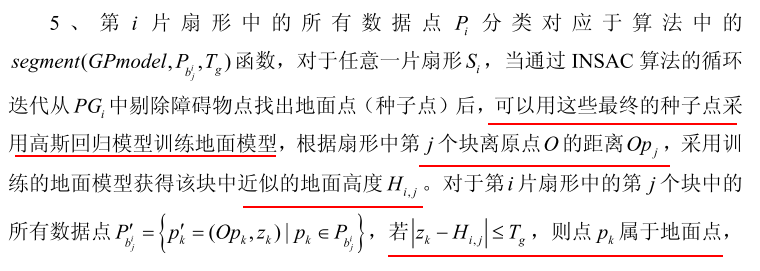 5、第 i 片扇形中的所有数据点 P_i 分类对应于算法中的
segment(GPmodel, P_{b_j^i}, T_g) 函数，对于任意一片扇形 S_i，当通过 INSAC 算法的循环
迭代从 PG_i 中剔除障碍物点找出地面点（种子点）后，可以用这些最终的种子点采
用高斯回归模型训练地面模型，根据扇形中第 j 个块离原点 O 的距离 Op_j，采用训
练的地面模型获得该块中近似的地面高度 H_{i,j}。对于第 i 片扇形中的第 j 个块中的
所有数据点 P'_{b_j^i} = {p'_k = (Op_k, z_k) | p_k ∈ P_{b_j^i}}，若 |z_k − H_{i,j}| ≤ T_g，则点 p_k 属于地面点，